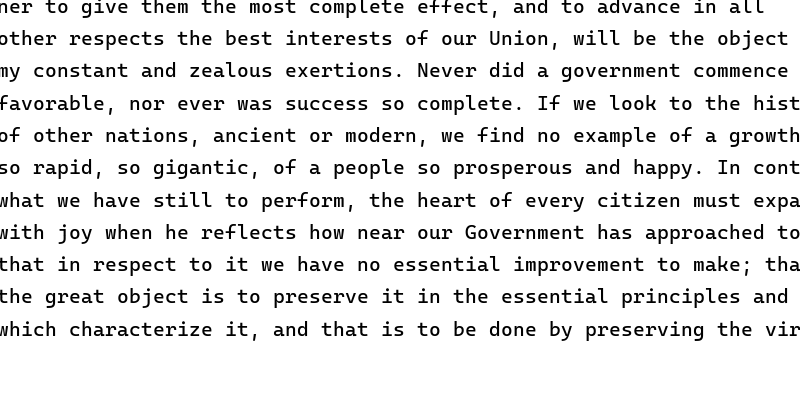 ner to give them the most complete effect, and to advance in all
other respects the best interests of our Union, will be the object
my constant and zealous exertions. Never did a government commence
favorable, nor ever was success so complete. If we look to the hist
of other nations, ancient or modern, we find no example of a growth
so rapid, so gigantic, of a people so prosperous and happy. In cont
what we have still to perform, the heart of every citizen must expa
with joy when he reflects how near our Government has approached to
that in respect to it we have no essential improvement to make; tha
the great object is to preserve it in the essential principles and
which characterize it, and that is to be done by preserving the vir